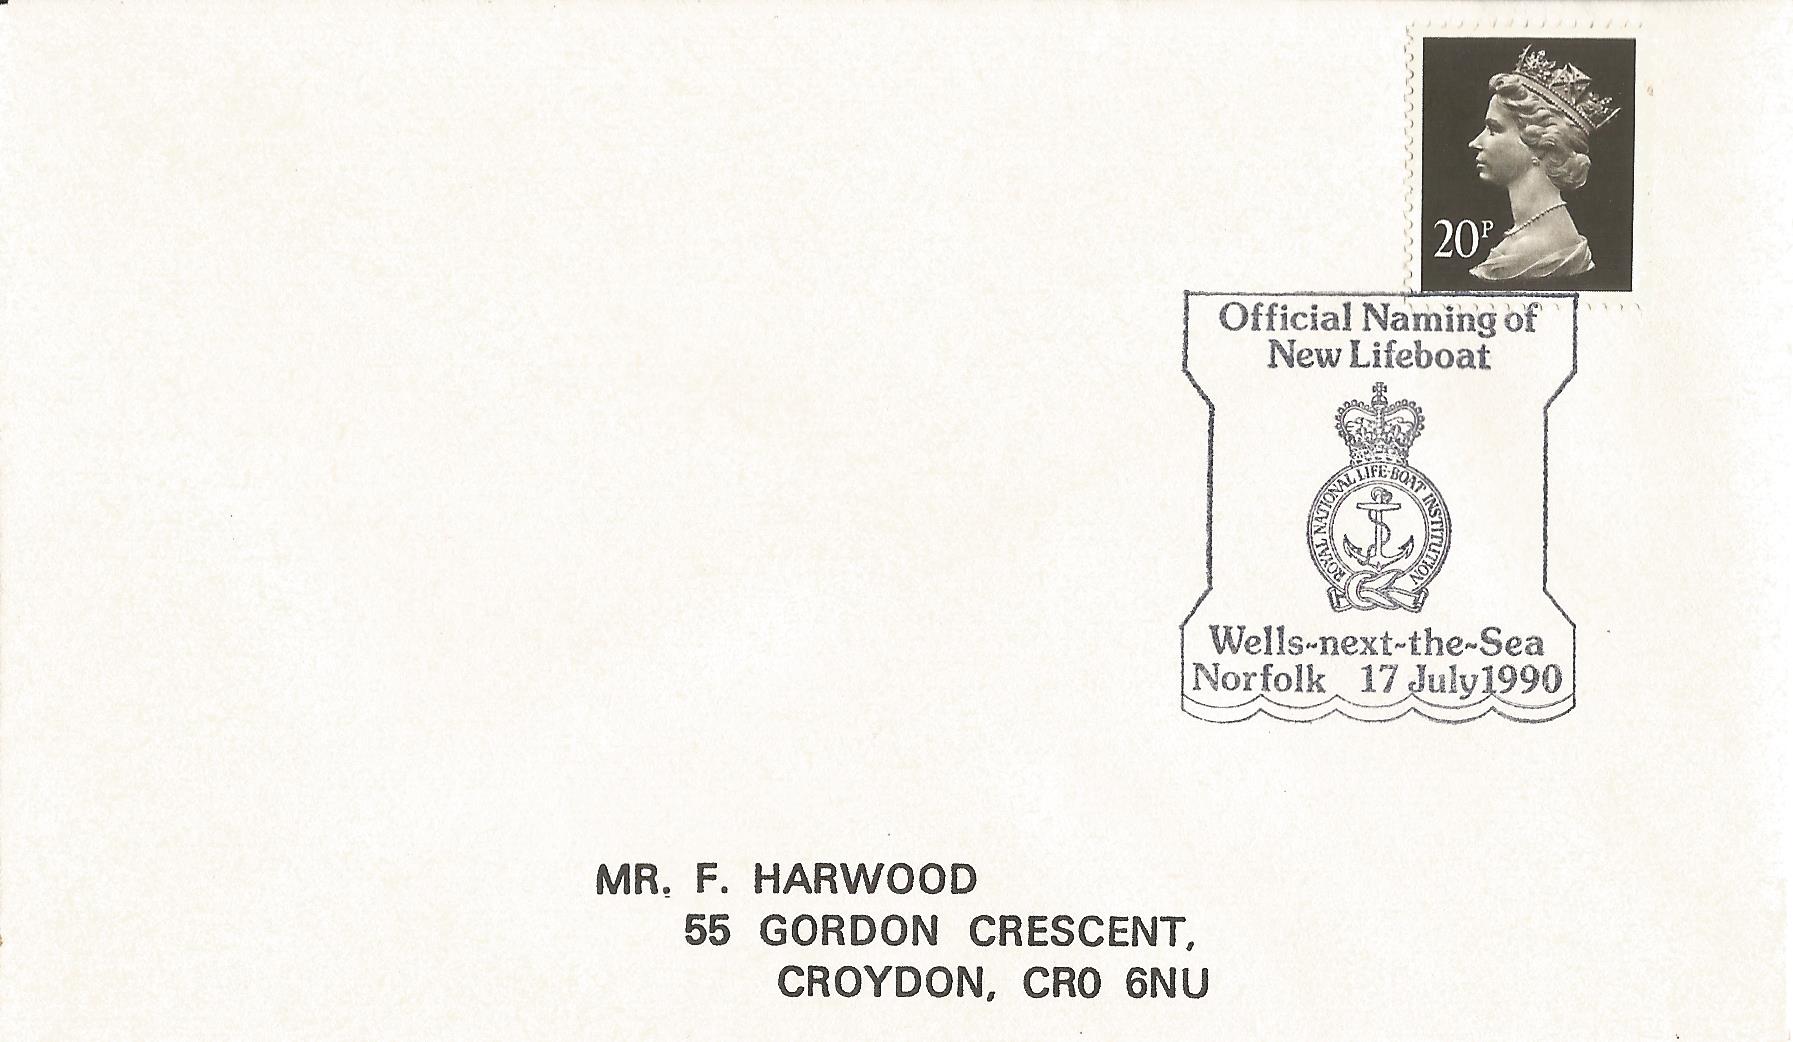 20P
Official Naming of
New Lifeboat
ROYAL NATIONAL LIFE-BOAT INSTITUTION
Wells-next-the-Sea
Norfolk 17 July 1990
MR. F. HARWOOD
55 GORDON CRESCENT,
CROYDON, CR0 6NU